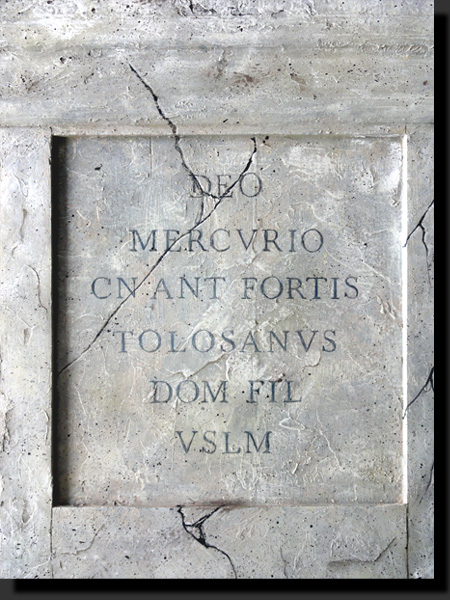 DEO
MERCVRIO
CN ANT FORTIS
TOLOSANVS
DOM FIL
VSLM